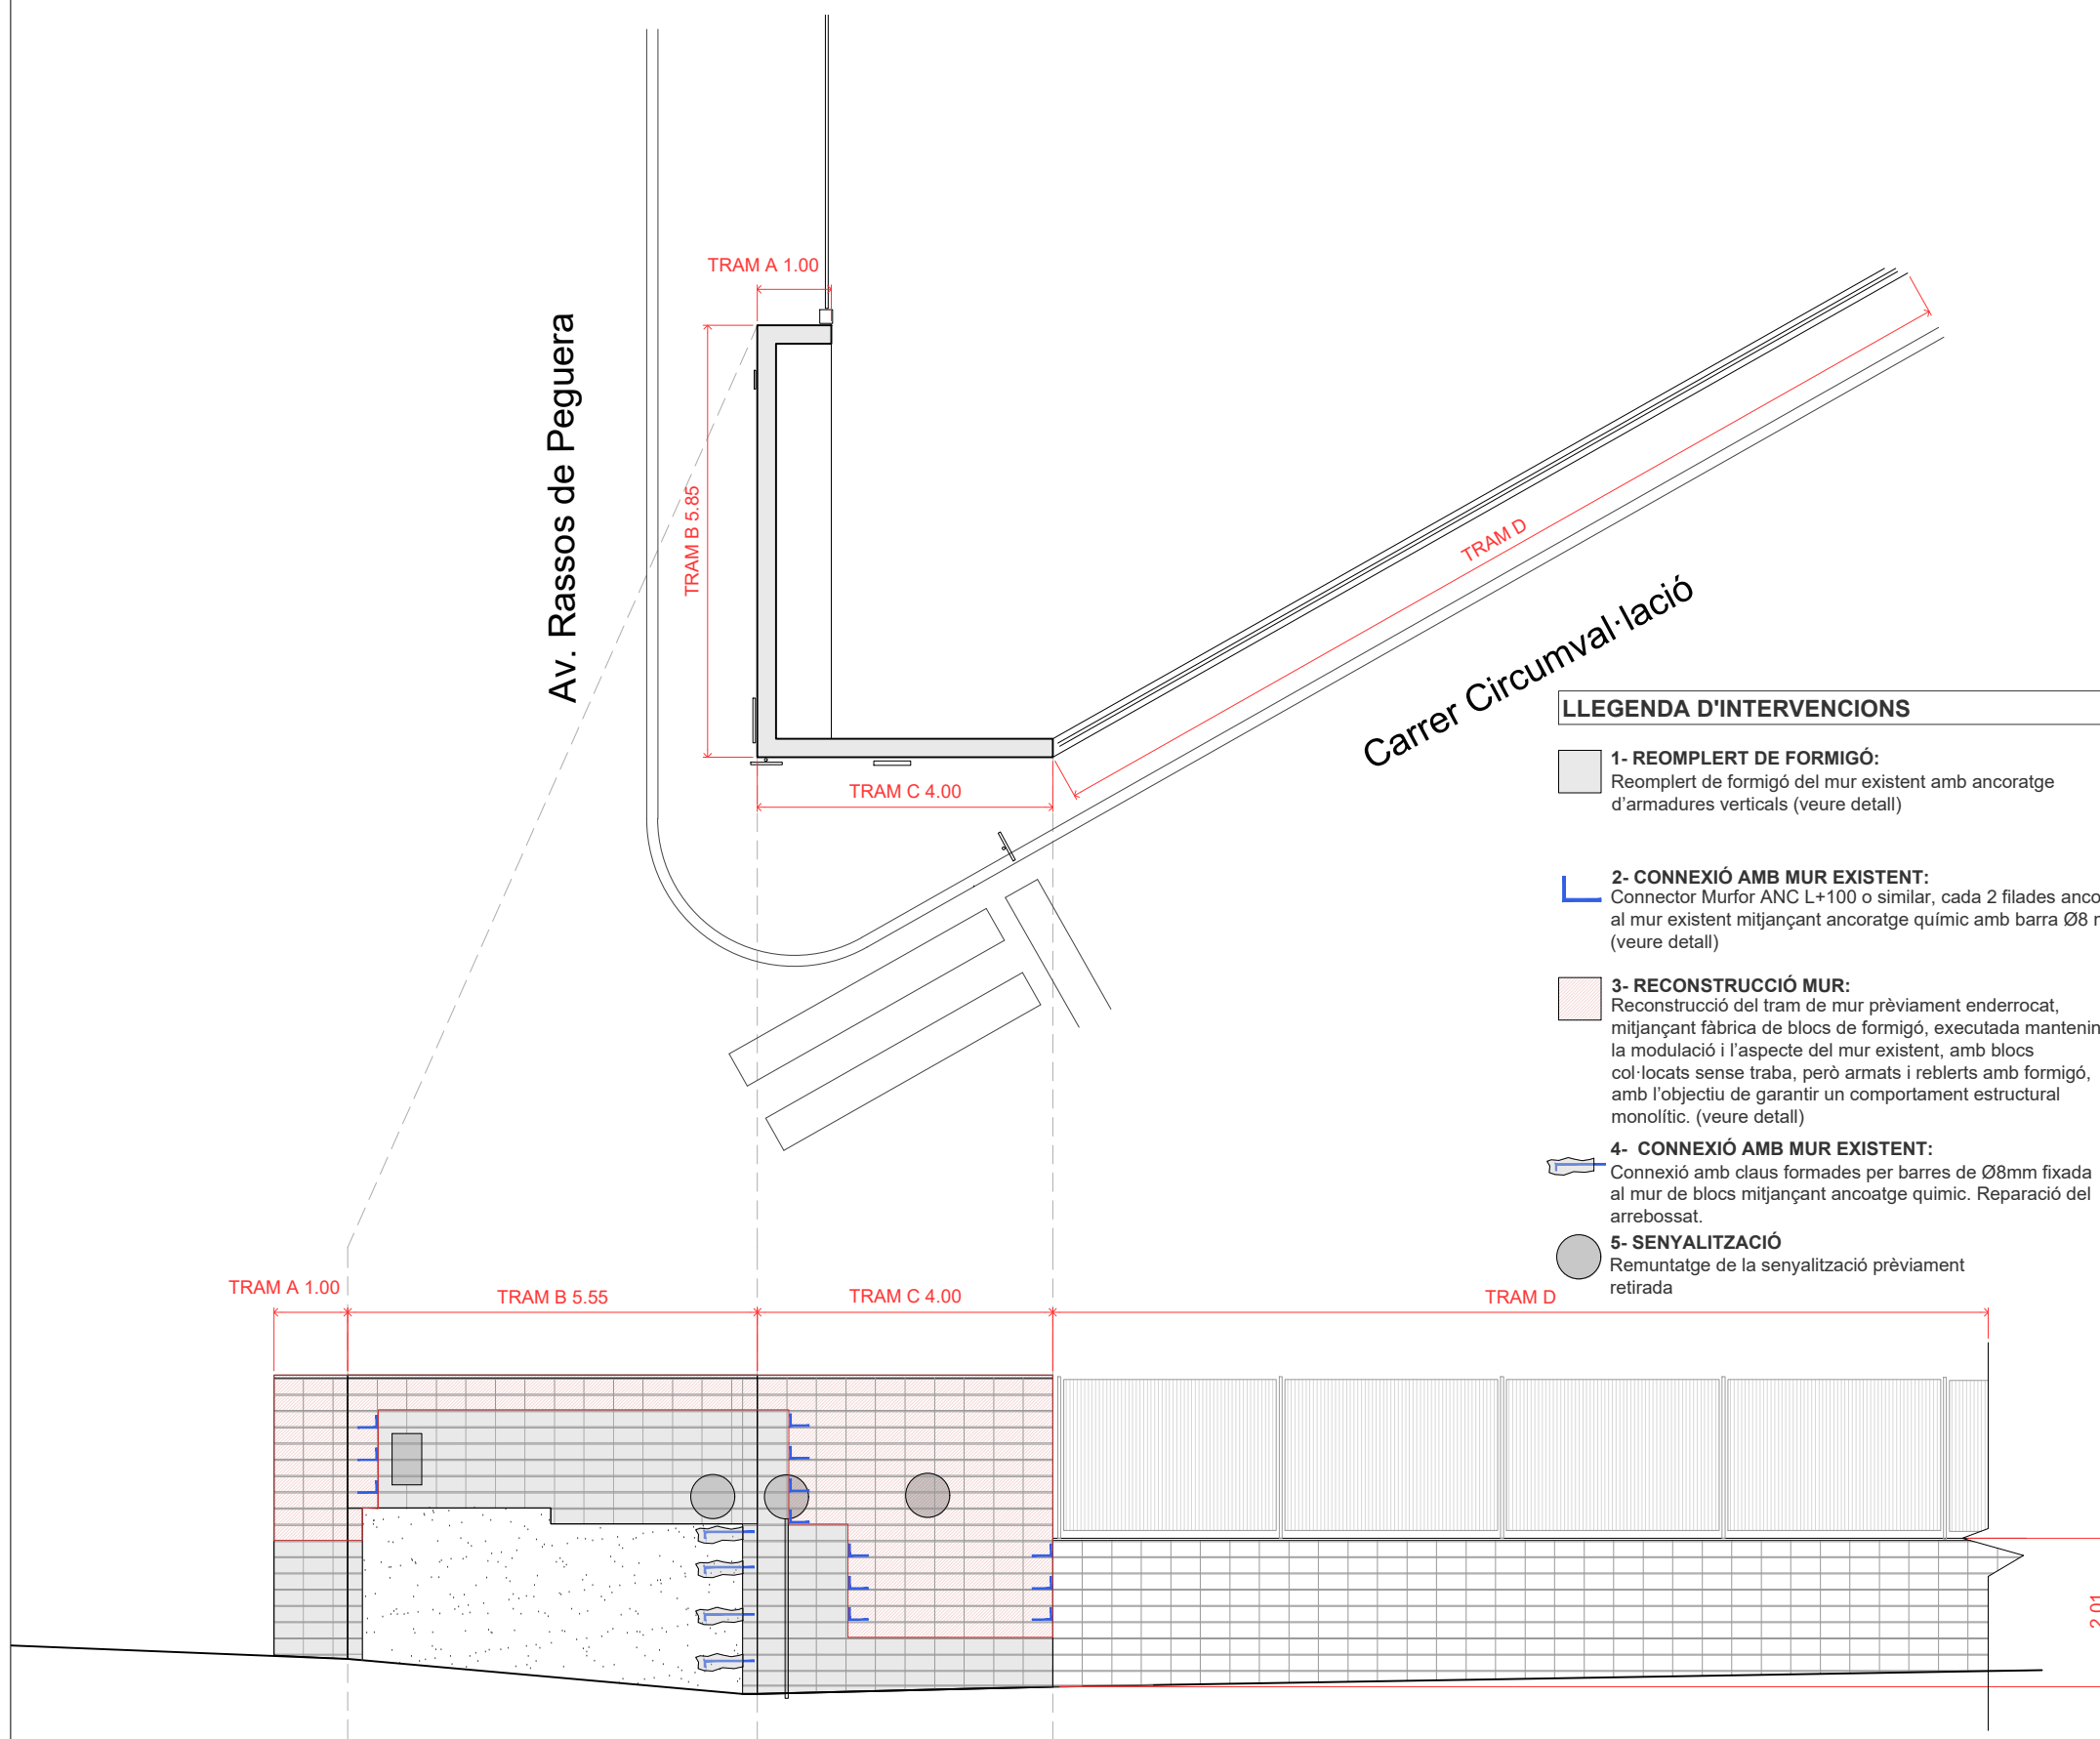 TRAM A 1.00
Av. Rassos de Peguera
TRAM B 5.85
TRAM D
Carrer Circumval·lació
TRAM C 4.00
LLEGENDA D'INTERVENCIONS
1- REOMPLERT DE FORMIGÓ:
Reomplert de formigó del mur existent amb ancoratge
d'armadures verticals (veure detall)
2- CONNEXIÓ AMB MUR EXISTENT:
Connector Murfor ANC L+100 o similar, cada 2 filades anco
al mur existent mitjançant ancoratge químic amb barra Ø8
(veure detall)
3- RECONSTRUCCIÓ MUR:
Reconstrucció del tram de mur prèviament enderrocat,
mitjançant fàbrica de blocs de formigó, executada mantenin
la modulació i l'aspecte del mur existent, amb blocs
col·locats sense traba, però armats i reblerts amb formigó,
amb l'objectiu de garantir un comportament estructural
monolític. (veure detall)
4- CONNEXIÓ AMB MUR EXISTENT:
Connexió amb claus formades per barres de Ø8mm fixada
al mur de blocs mitjançant ancoatge quimic. Reparació del
arrebossat.
5- SENYALITZACIÓ
Remuntatge de la senyalització prèviament
retirada
TRAM A 1.00
TRAM B 5.55
TRAM C 4.00
TRAM D
2.01